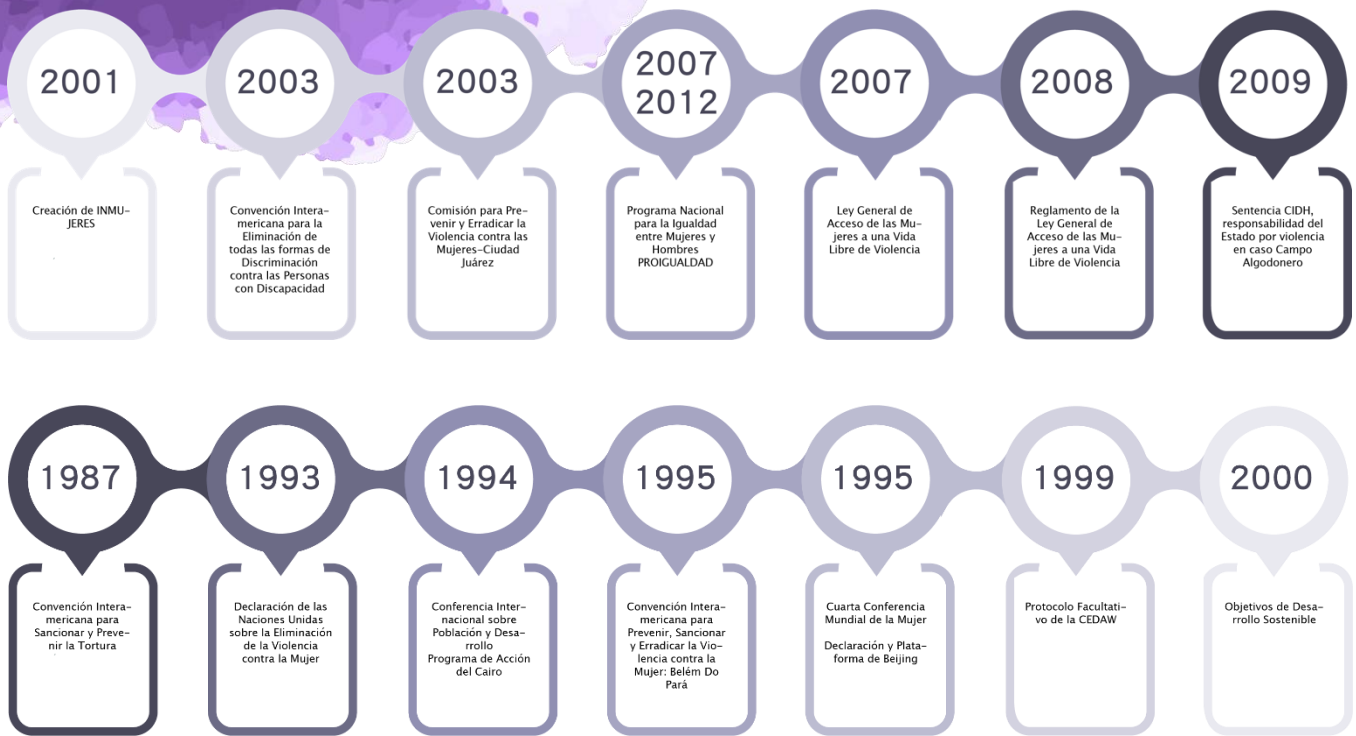 2001
Creación de INMU-
JERES
2003
Convención Intera-
mericana para la
Eliminación de
todas las formas de
Discriminación
contra las Personas
con Discapacidad
2003
Comisión para Pre-
venir y Erradicar la
Violencia contra las
Mujeres-Ciudad
Juárez
2007
2012
Programa Nacional
para la Igualdad
entre Mujeres y
Hombres
PROIGUALDAD
2007
Ley General de
Acceso de las Mu-
jeres a una Vida
Libre de Violencia
2008
Reglamento de la
Ley General de
Acceso de las Mu-
jeres a una Vida
Libre de Violencia
2009
Sentencia CIDH,
responsabilidad del
Estado por violencia
en caso Campo
Algodonero
1987
Convención Intera-
mericana para
Sancionar y Preve-
nir la Tortura
1993
Declaración de las
Naciones Unidas
sobre la Eliminación
de la Violencia
contra la Mujer
1994
Conferencia Inter-
nacional sobre
Población y Desa-
rrollo
Programa de Acción
del Cairo
1995
Convención Intera-
mericana para
Prevenir, Sancionar
y Erradicar la Vio-
lencia contra la
Mujer: Belém Do
Pará
1995
Cuarta Conferencia
Mundial de la Mujer
Declaración y Plata-
forma de Beijing
1999
Protocolo Facultati-
vo de la CEDAW
2000
Objetivos de Desa-
rrollo Sostenible